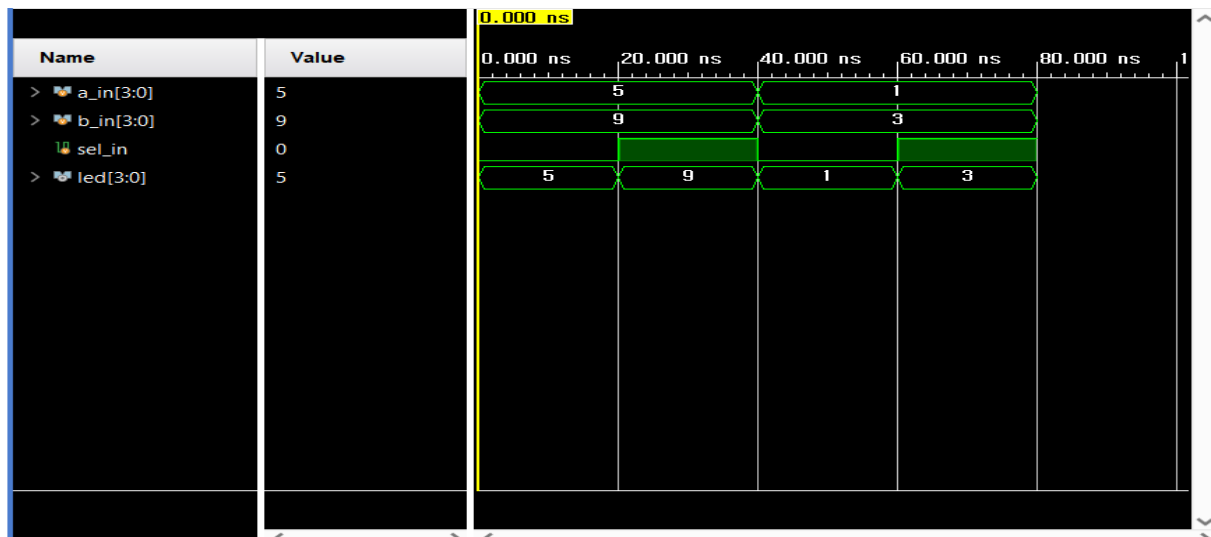 0.000 ns
Name Value 0.000 ns 20.000 ns 40.000 ns 60.000 ns 80.000 ns 1
> a_in[3:0] 5 5 1
> b_in[3:0] 9 9 3
sel_in 0
> led[3:0] 5 5 9 1 3